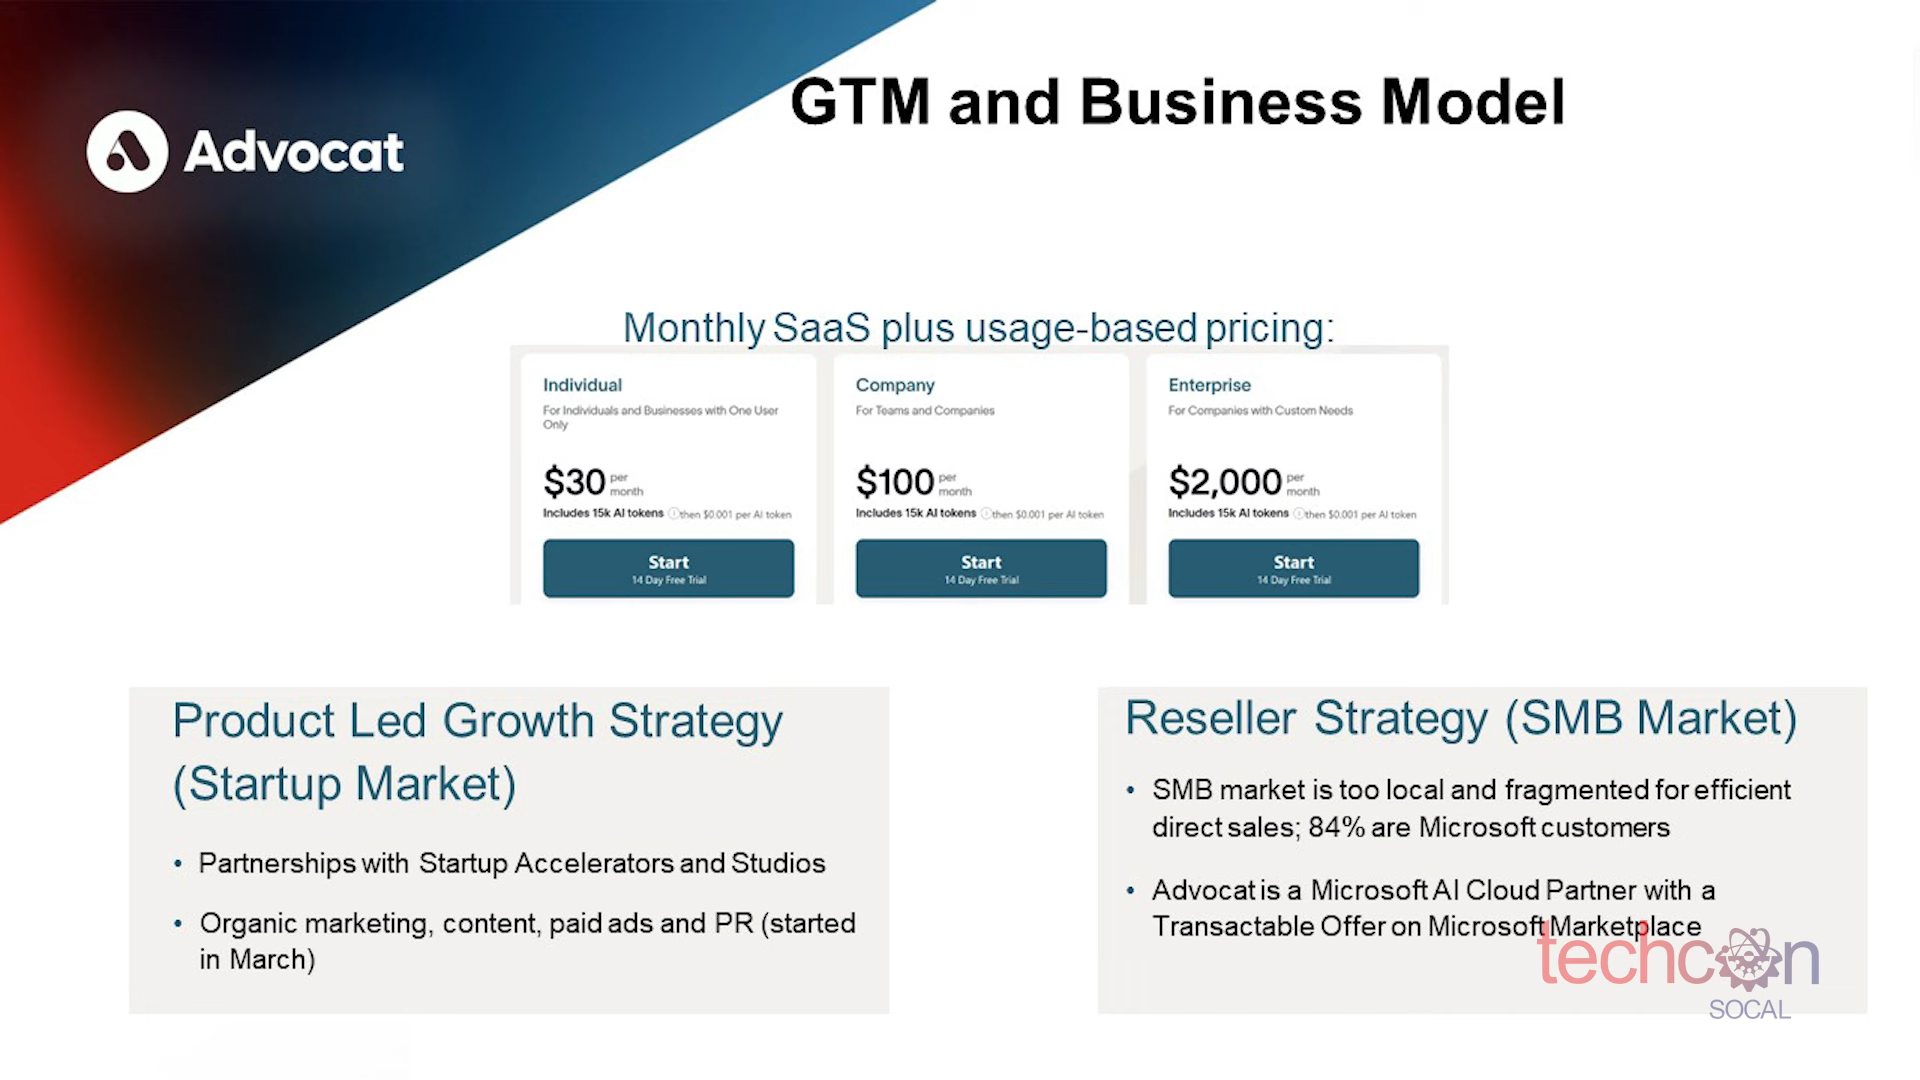 GTM and Business Model
Advocat
Monthly SaaS plus usage-based pricing:
Individual
For Individuals and Businesses with One User
Only
$30 per month
Includes 15k AI tokens then $0.001 per AI token
Start
14 Day Free Trial
Company
For Teams and Companies
$100 per month
Includes 15k AI tokens then $0.001 per AI token
Start
14 Day Free Trial
Enterprise
For Companies with Custom Needs
$2,000 per month
Includes 15k AI tokens then $0.001 per AI token
Start
14 Day Free Trial
Product Led Growth Strategy
(Startup Market)
• Partnerships with Startup Accelerators and Studios
• Organic marketing, content, paid ads and PR (started
in March)
Reseller Strategy (SMB Market)
• SMB market is too local and fragmented for efficient
direct sales; 84% are Microsoft customers
• Advocat is a Microsoft AI Cloud Partner with a
Transactable Offer on Microsoft Marketplace
techcon
SOCAL